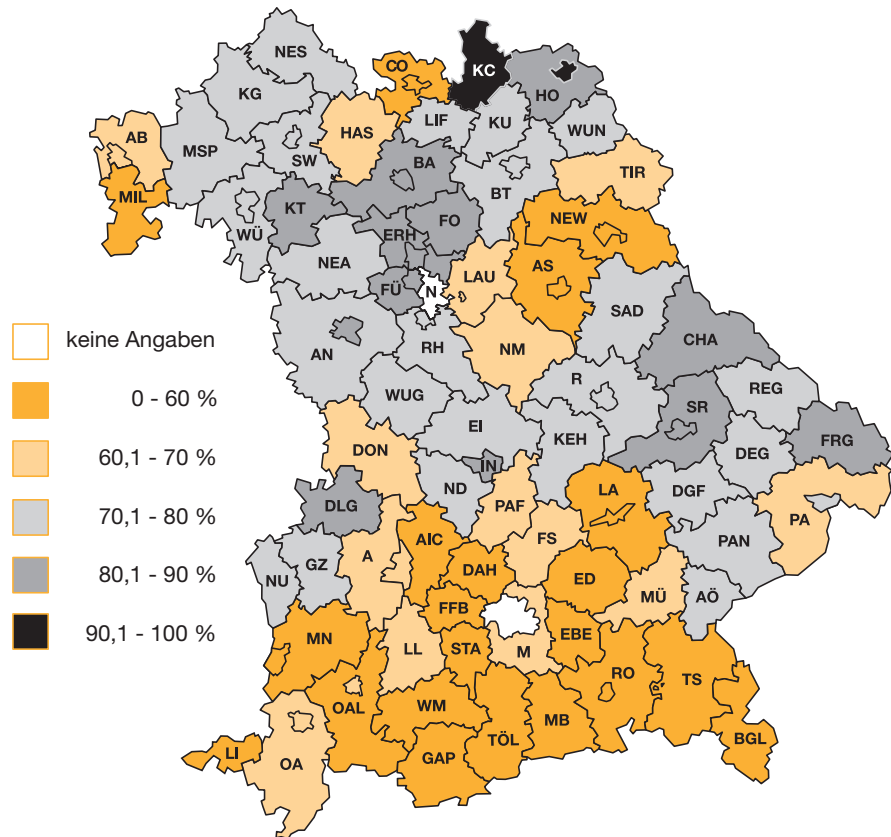 NES
CO
KC
HO
KG
LIF
KU
WUN
AB
HAS
MSP
SW
BA
TIR
BT
MIL
KT
FO
NEW
WÜ
ERH
NEA
LAU
AS
FÜ
N
SAD
keine Angaben
AN
RH
NM
CHA
0 - 60 %
R
REG
WUG
SR
60,1 - 70 %
EI
KEH
DEG
FRG
DON
IN
70,1 - 80 %
ND
LA
DGF
PAF
PA
DLG
80,1 - 90 %
AIC
FS
PAN
A
GZ
DAH
ED
NU
MÜ
AÖ
FFB
90,1 - 100 %
MN
LL
STA
M
EBE
RO
TS
OAL
WM
LI
OA
GAP
TÖL
MB
BGL